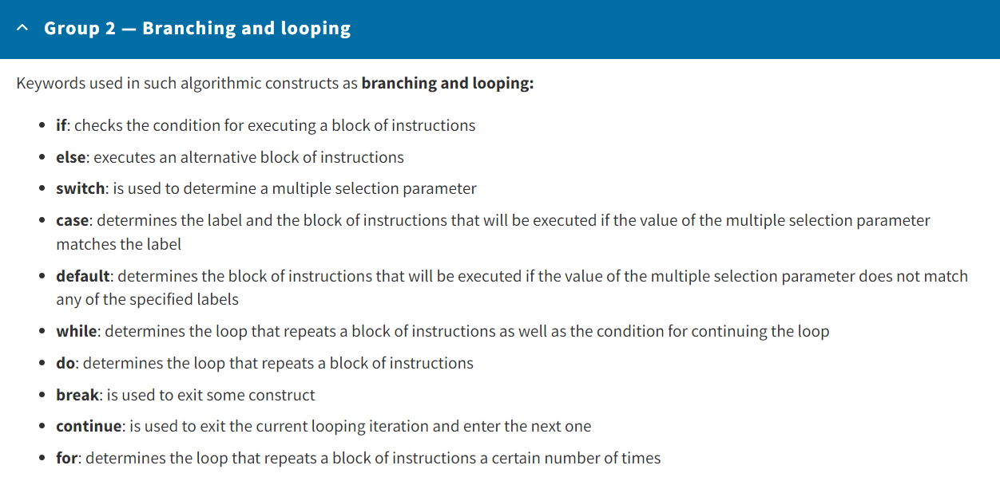 Group 2 — Branching and looping
Keywords used in such algorithmic constructs as branching and looping:
• if: checks the condition for executing a block of instructions
• else: executes an alternative block of instructions
• switch: is used to determine a multiple selection parameter
• case: determines the label and the block of instructions that will be executed if the value of the multiple selection parameter
matches the label
• default: determines the block of instructions that will be executed if the value of the multiple selection parameter does not match
any of the specified labels
• while: determines the loop that repeats a block of instructions as well as the condition for continuing the loop
• do: determines the loop that repeats a block of instructions
• break: is used to exit some construct
• continue: is used to exit the current looping iteration and enter the next one
• for: determines the loop that repeats a block of instructions a certain number of times